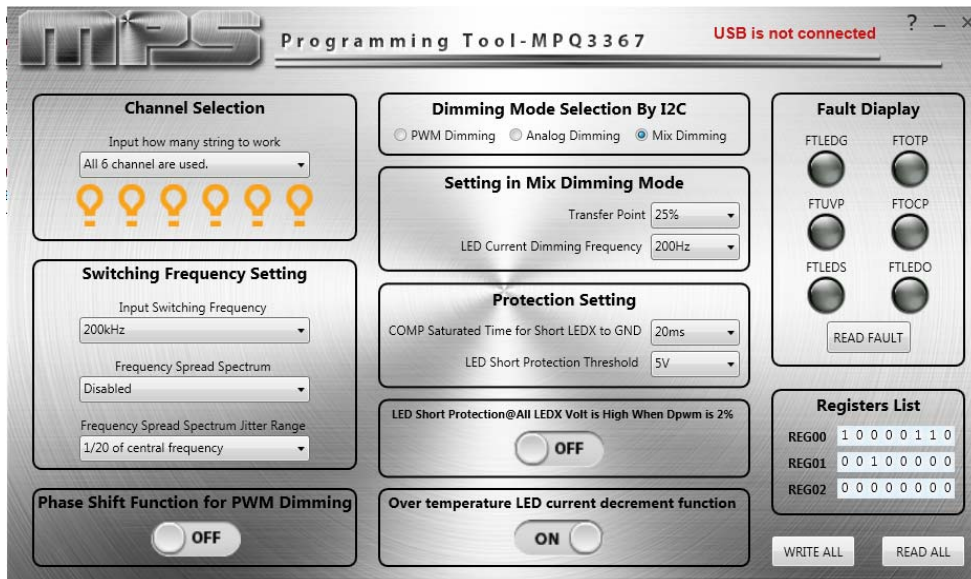 mps
Programming Tool-MPQ3367
USB is not connected
? _ ×
Channel Selection
Input how many string to work
All 6 channel are used.
Switching Frequency Setting
Input Switching Frequency
200kHz
Frequency Spread Spectrum
Disabled
Frequency Spread Spectrum Jitter Range
1/20 of central frequency
Phase Shift Function for PWM Dimming
OFF
Dimming Mode Selection By I2C
PWM Dimming Analog Dimming Mix Dimming
Setting in Mix Dimming Mode
Transfer Point 25%
LED Current Dimming Frequency 200Hz
Protection Setting
COMP Saturated Time for Short LEDX to GND 20ms
LED Short Protection Threshold 5V
LED Short Protection@All LEDX Volt is High When Dpwm is 2%
OFF
Over temperature LED current decrement function
ON
Fault Diaplay
FTLEDG FTOTP
FTUVP FTOCP
FTLEDS FTLEDO
READ FAULT
Registers List
REG00 1 0 0 0 0 1 1 0
REG01 0 0 1 0 0 0 0 0
REG02 0 0 0 0 0 0 0 0
WRITE ALL READ ALL